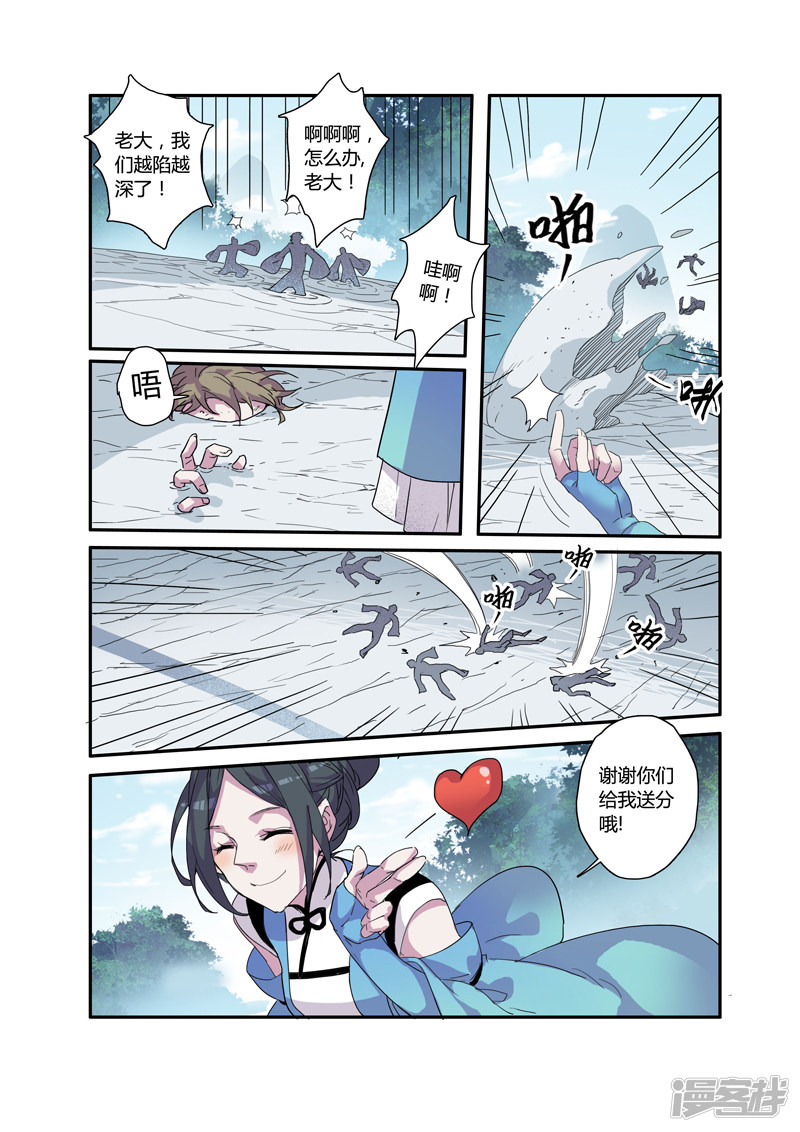 老大，我
们越陷越
深了！
啊啊啊，
怎么办，
老大！
哇啊
啊！
唔
啪
啪
啪
啪
啪
谢谢你们
给我送分
哦!
漫客栈